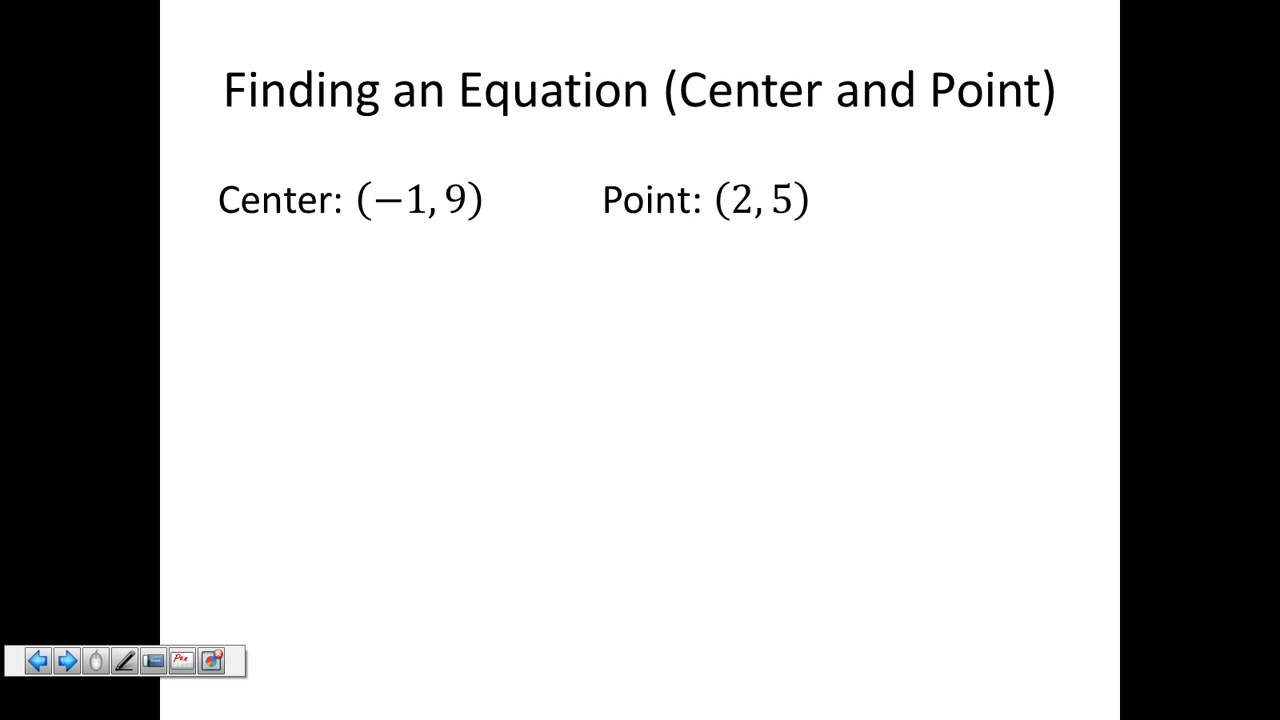 Finding an Equation (Center and Point)
Center: (−1, 9) Point: (2, 5)